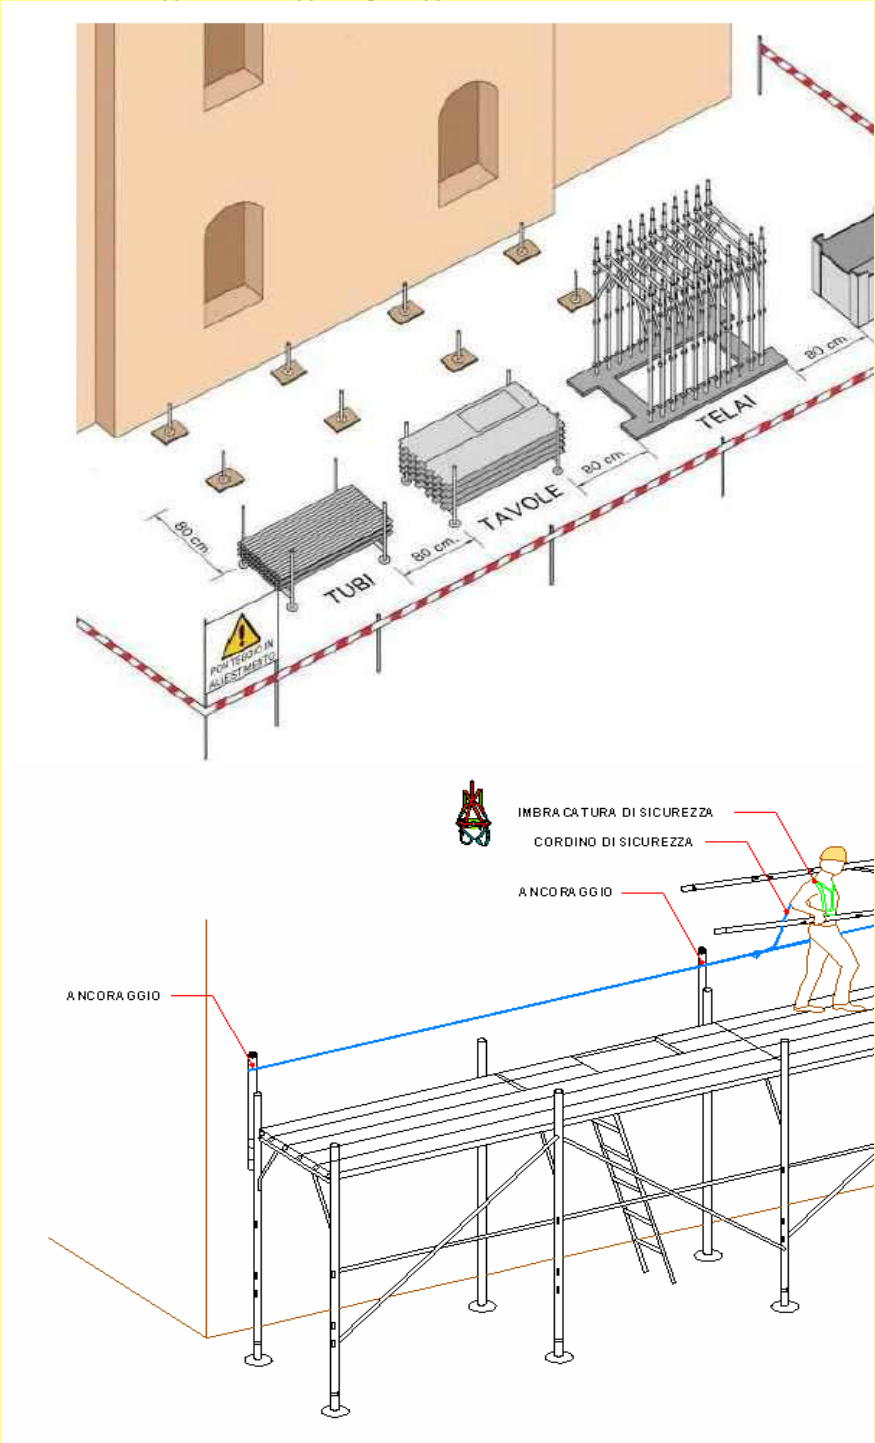 80 cm.
TELAI
80 cm.
TAVOLE
80 cm.
80 cm.
TUBI
PONTEGGIO IN
ALLESTIMENTO
IMBRACATURA DI SICUREZZA
CORDINO DI SICUREZZA
ANCORAGGIO
ANCORAGGIO